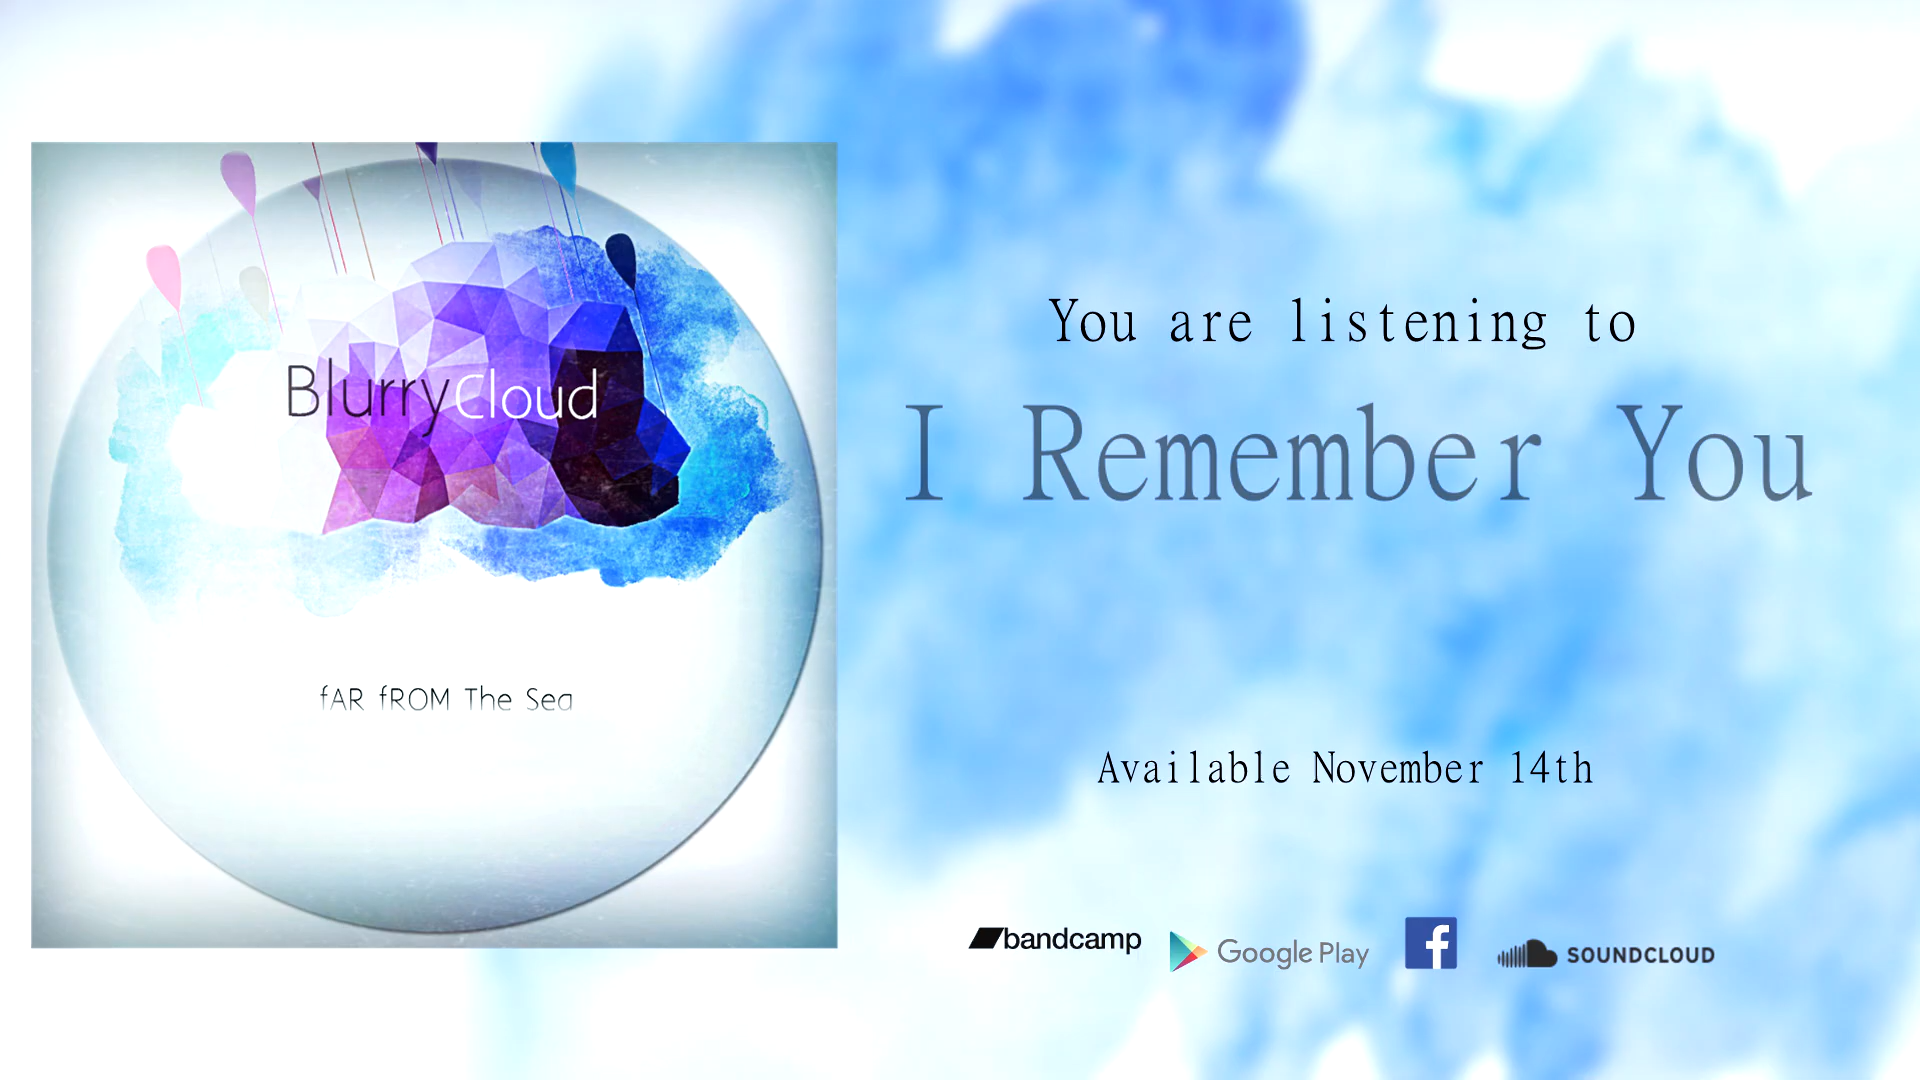 BlurryCloud
fAR fROM The Sea
You are listening to
I Remember You
Available November 14th
bandcamp
Google Play
f
SOUNDCLOUD